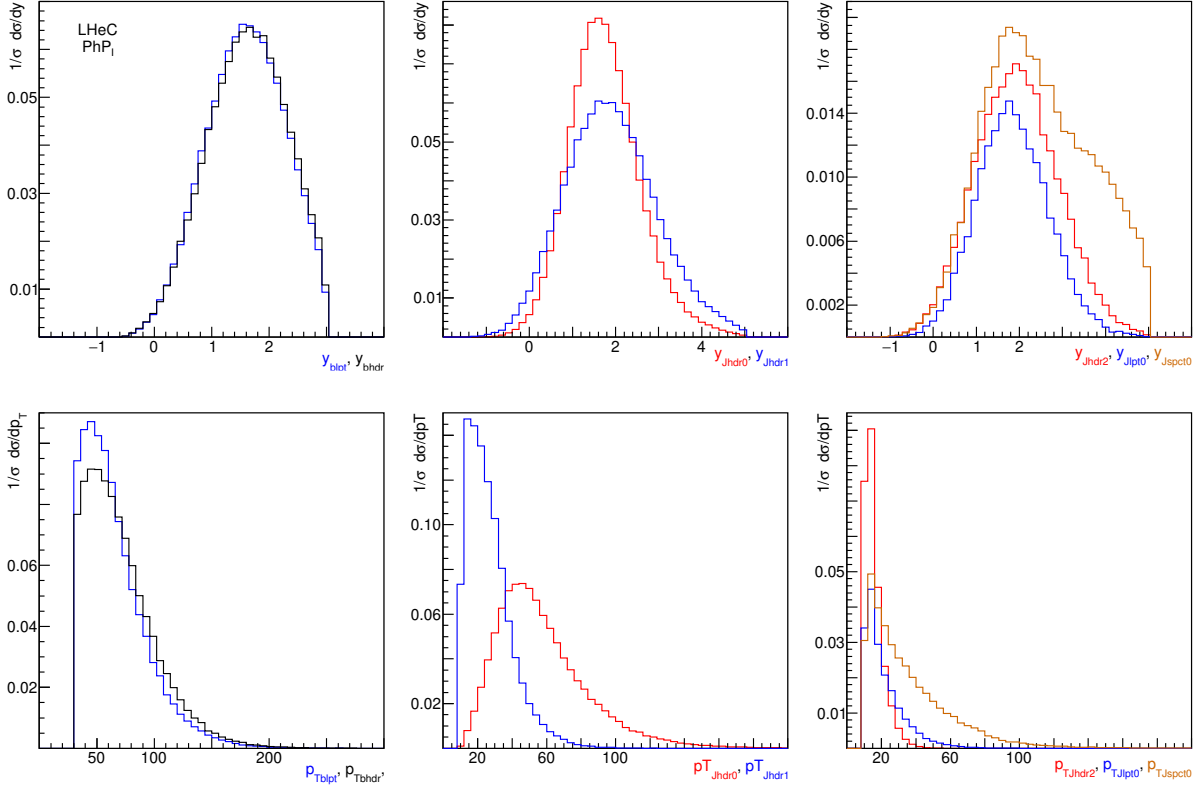 LHeC
PhP_l
1/σ dσ/dy
0.05
0.03
0.01
−1 0 1 2
y_blpt, y_bhdr
1/σ dσ/dy
0.05
0.03
0.01
0 2 4
y_Jhdr0, y_Jhdr1
1/σ dσ/dy
0.014
0.010
0.006
0.002
−1 0 1 2
y_Jhdr2, y_Jlpt0, y_Jspct0
1/σ dσ/dp_T
0.06
0.04
0.02
50 100 200
p_Tblpt, p_Tbhdr,
1/σ dσ/dpT
0.10
0.06
0.02
20 60 100
pT_Jhdr0, pT_Jhdr1
1/σ dσ/dpT
0.05
0.03
0.01
20 60 100
p_TJhdr2, p_TJlpt0, p_TJspct0